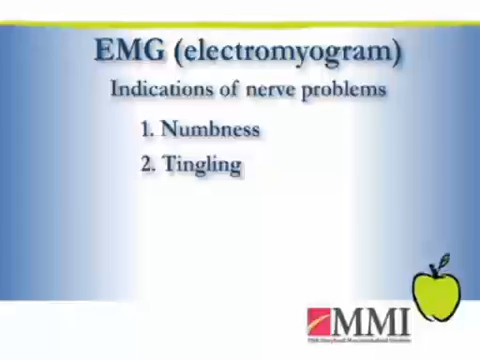 EMG (electromyogram)
Indications of nerve problems
1. Numbness
2. Tingling
MMI